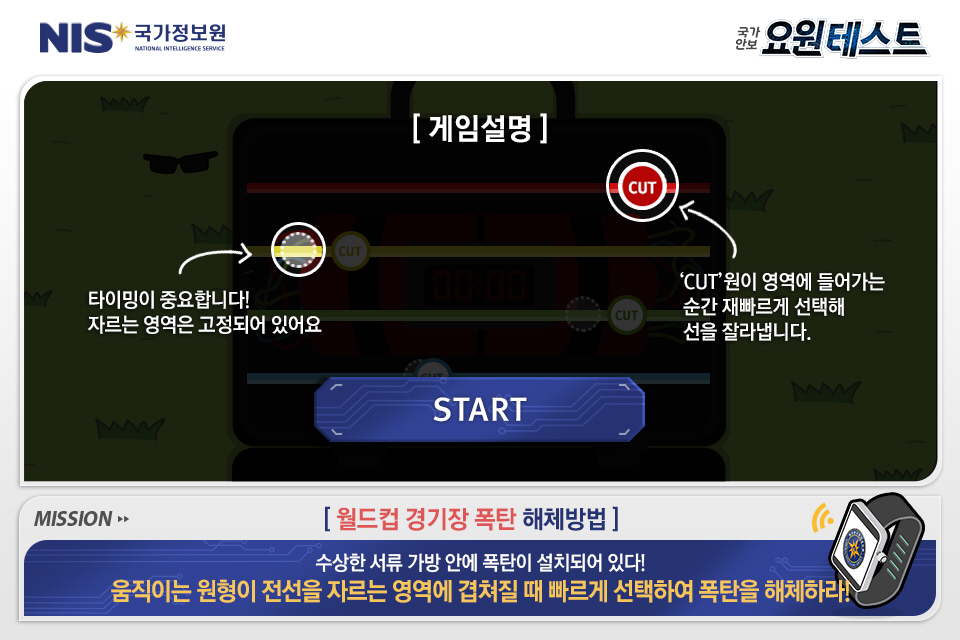 NIS 국가정보원
NATIONAL INTELLIGENCE SERVICE
국가
안보 요원테스트
[ 게임설명 ]
CUT
CUT
00:00
타이밍이 중요합니다!
자르는 영역은 고정되어 있어요
‘CUT’ 원이 영역에 들어가는
순간 재빠르게 선택해
선을 잘라냅니다.
CUT
CUT
START
MISSION
[ 월드컵 경기장 폭탄 해체방법 ]
수상한 서류 가방 안에 폭탄이 설치되어 있다!
움직이는 원형이 전선을 자르는 영역에 겹쳐질 때 빠르게 선택하여 폭탄을 해체하라!